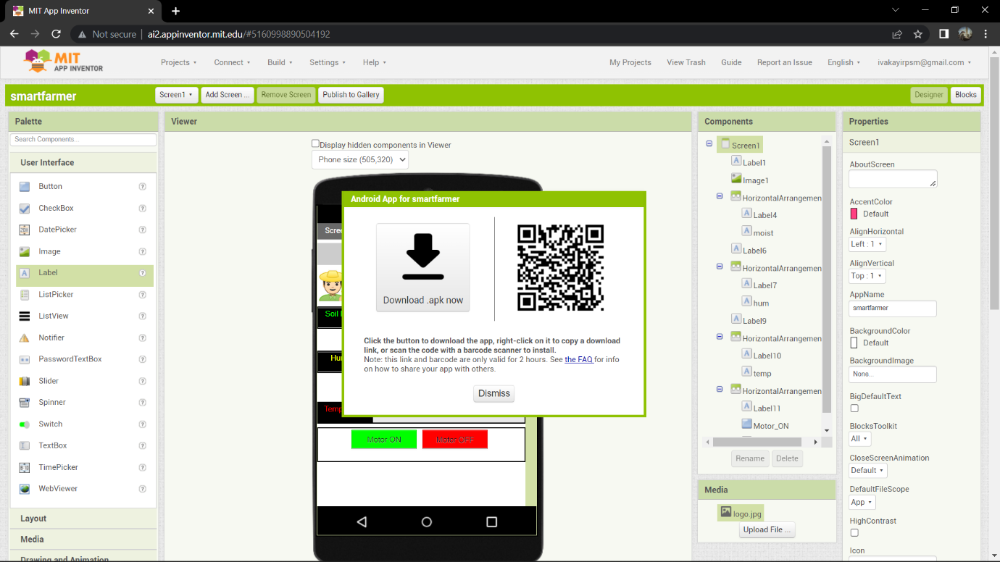 MIT App Inventor
Not secure
ai2.appinventor.mit.edu/#5160998890504192
MIT
APP INVENTOR
Projects
Connect
Build
Settings
Help
My Projects
View Trash
Guide
Report an Issue
English
ivakayirpsm@gmail.com
smartfarmer
Screen1
Add Screen ...
Remove Screen
Publish to Gallery
Designer
Blocks
Palette
Search Components...
User Interface
Button
CheckBox
DatePicker
Image
Label
ListPicker
ListView
Notifier
PasswordTextBox
Slider
Spinner
Switch
TextBox
TimePicker
WebViewer
Layout
Media
Drawing and Animation
Viewer
Display hidden components in Viewer
Phone size (505,320)
Scree
Soil
Hu
Temp
Motor ON
Motor OFF
Android App for smartfarmer
Download .apk now
Click the button to download the app, right-click on it to copy a download
link, or scan the code with a barcode scanner to install.
Note: this link and barcode are only valid for 2 hours. See the FAQ for info
on how to share your app with others.
Dismiss
Components
Screen1
Label1
Image1
HorizontalArrangemen
Label4
moist
Label6
HorizontalArrangemen
Label7
hum
Label9
HorizontalArrangemen
Label10
temp
HorizontalArrangemen
Label11
Motor_ON
Rename
Delete
Media
logo.jpg
Upload File ...
Properties
Screen1
AboutScreen
AccentColor
Default
AlignHorizontal
Left : 1
AlignVertical
Top : 1
AppName
smartfarmer
BackgroundColor
Default
BackgroundImage
None...
BigDefaultText
BlocksToolkit
All
CloseScreenAnimation
Default
DefaultFileScope
App
HighContrast
Icon